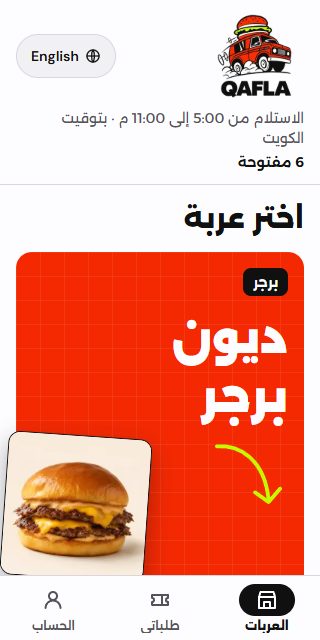 English
QAFLA
الاستلام من 5:00 إلى 11:00 م · بتوقيت
الكويت
6 مفتوحة
اختر عربة
برجر
ديون
برجر
العربات
طلباتي
الحساب